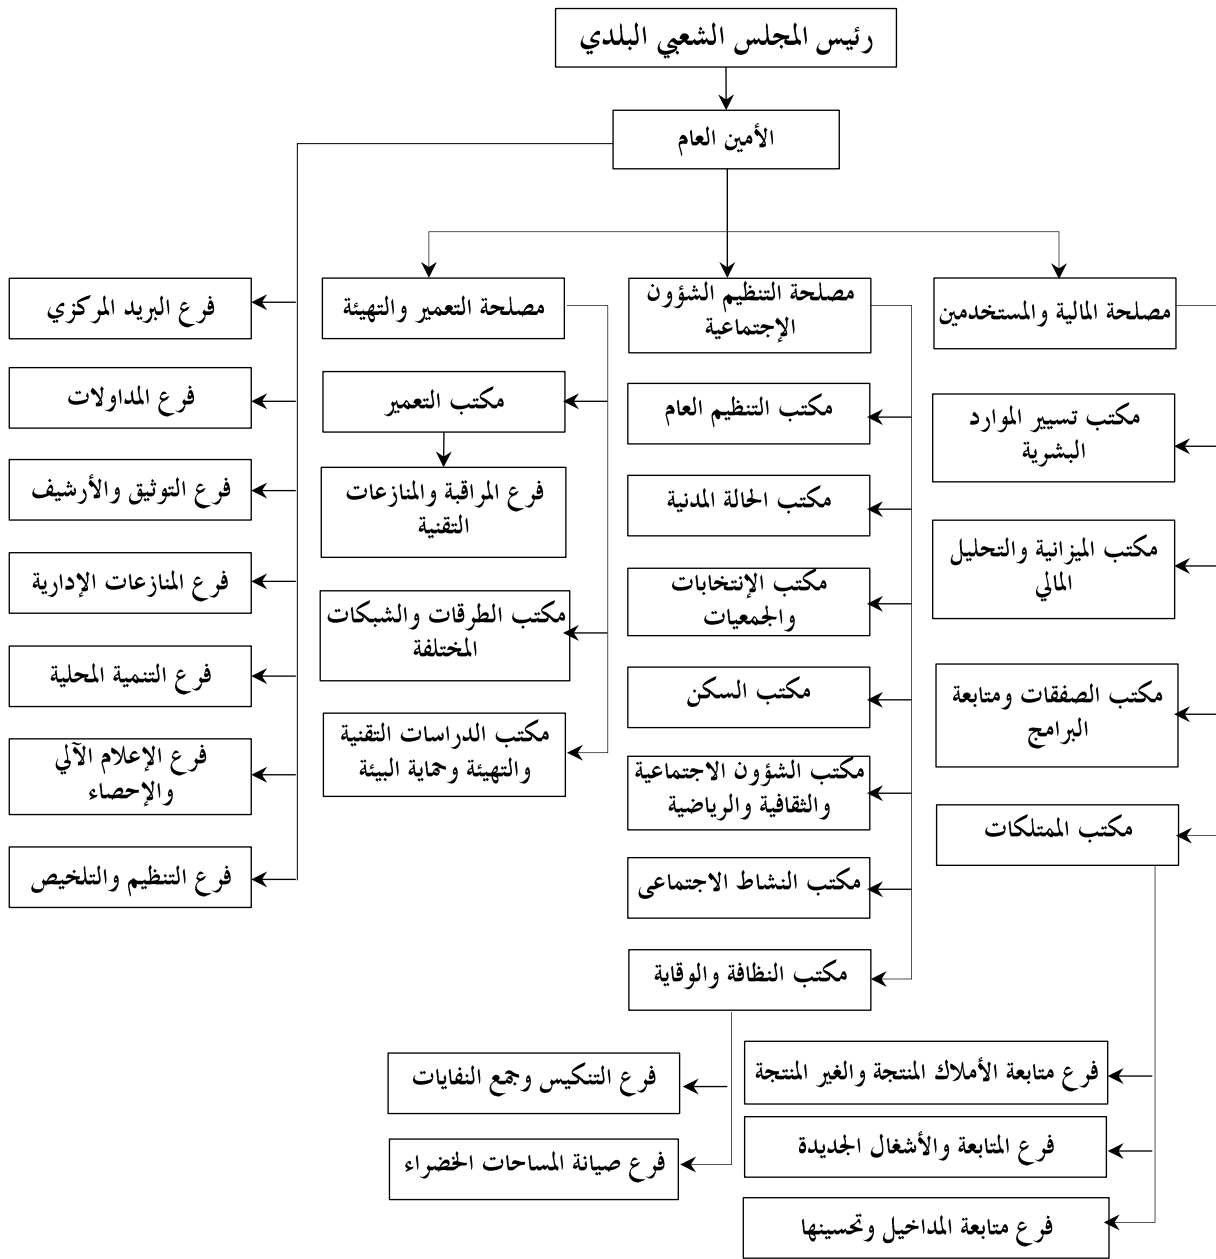 رئيس المجلس الشعبي البلدي
الأمين العام
مصلحة المالية والمستخدمين
مكتب تسيير الموارد
البشرية
مكتب الميزانية والتحليل
المالي
مكتب الصفقات ومتابعة
البرامج
مكتب الممتلكات
فرع متابعة الأملاك المنتجة والغير المنتجة
فرع المتابعة والأشغال الجديدة
فرع متابعة المداخيل وتحسينها
مصلحة التنظيم الشؤون
الإجتماعية
مكتب التنظيم العام
مكتب الحالة المدنية
مكتب الإنتخابات
والجمعيات
مكتب السكن
مكتب الشؤون الاجتماعية
والثقافية والرياضية
مكتب النشاط الاجتماعى
مكتب النظافة والوقاية
فرع التنكيس وجمع النفايات
فرع صيانة المساحات الخضراء
مصلحة التعمير والتهيئة
مكتب التعمير
فرع المراقبة والمنازعات
التقنية
مكتب الطرقات والشبكات
المختلفة
مكتب الدراسات التقنية
والتهيئة وحماية البيئة
فرع البريد المركزي
فرع المداولات
فرع التوثيق والأرشيف
فرع المنازعات الإدارية
فرع التنمية المحلية
فرع الإعلام الآلي
والإحصاء
فرع التنظيم والتلخيص